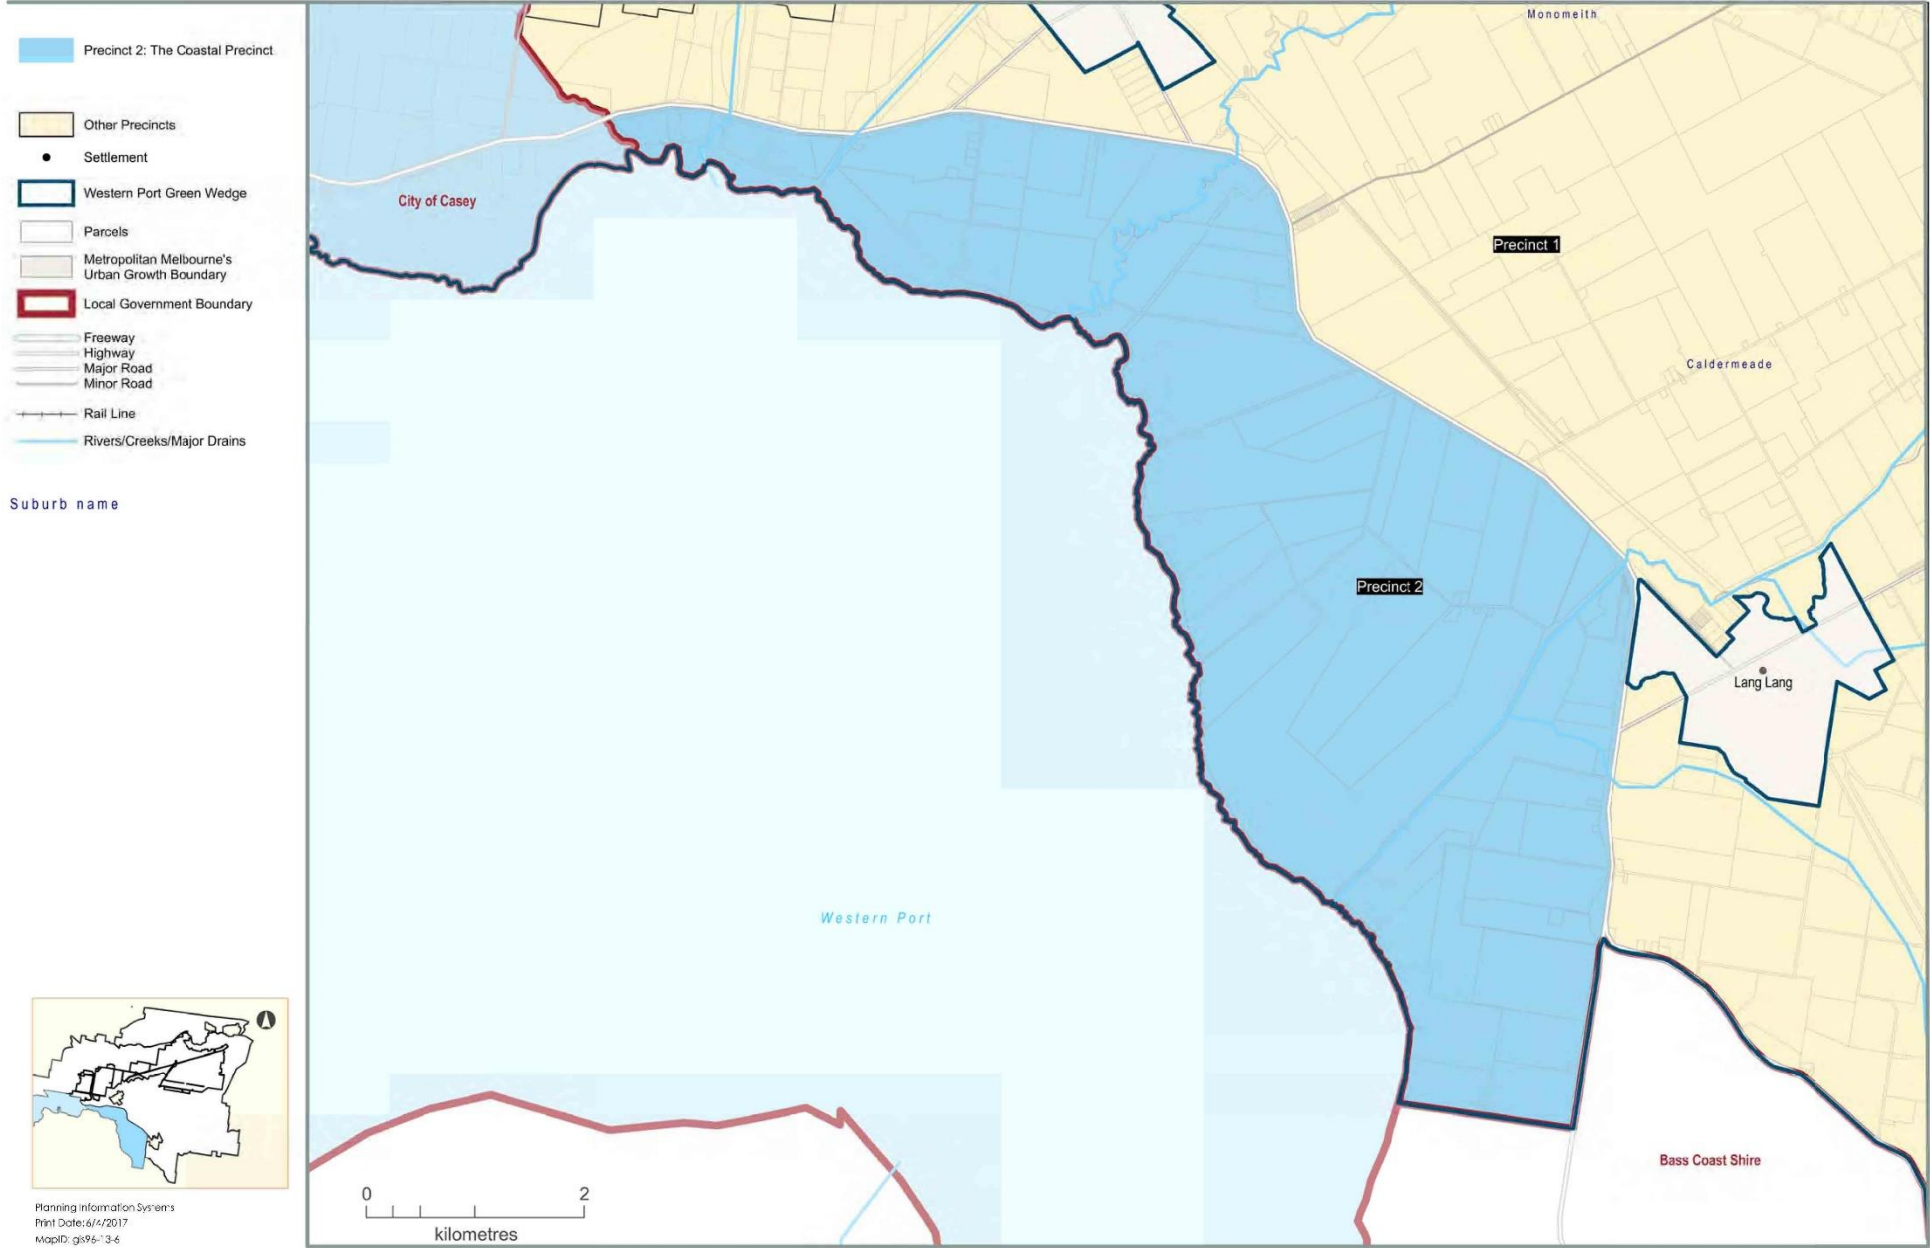 Precinct 2: The Coastal Precinct
Other Precincts
Settlement
Western Port Green Wedge
Parcels
Metropolitan Melbourne's
Urban Growth Boundary
Local Government Boundary
Freeway
Highway
Major Road
Minor Road
Rail Line
Rivers/Creeks/Major Drains
Suburb name
Monomeith
City of Casey
Precinct 1
Caldermeade
Precinct 2
Lang Lang
Western Port
Bass Coast Shire
0 2
kilometres
Planning Information Systems
Print Date: 6/4/2017
MapID: gis96-13-6